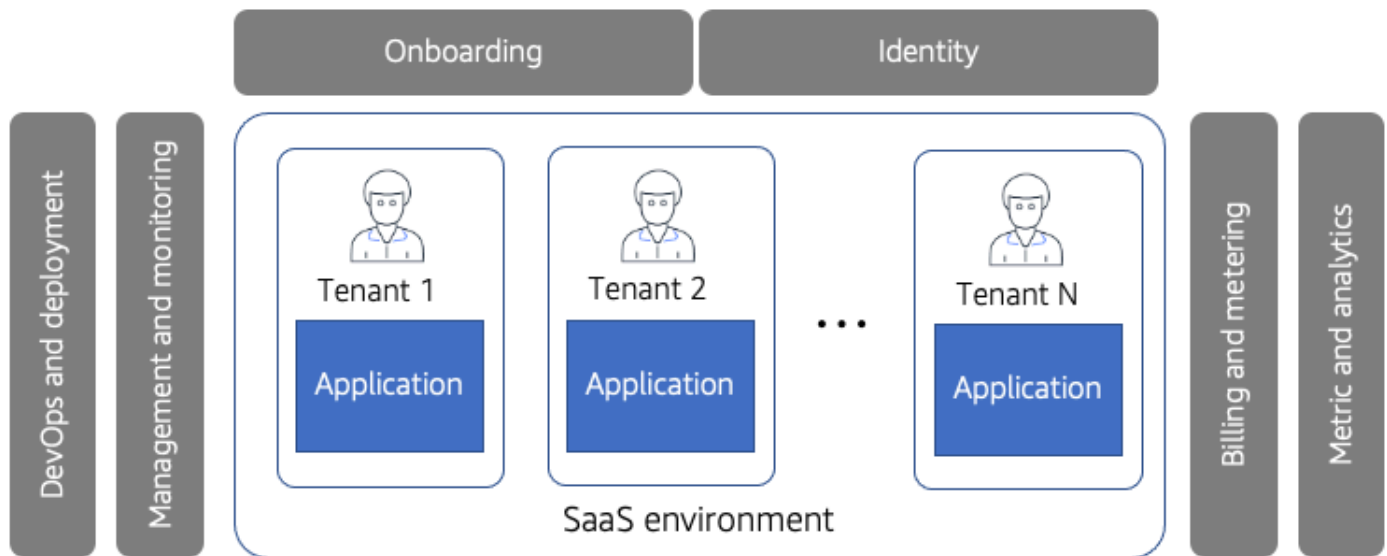 Onboarding
Identity
DevOps and deployment
Management and monitoring
Tenant 1
Application
Tenant 2
Application
...
Tenant N
Application
SaaS environment
Billing and metering
Metric and analytics